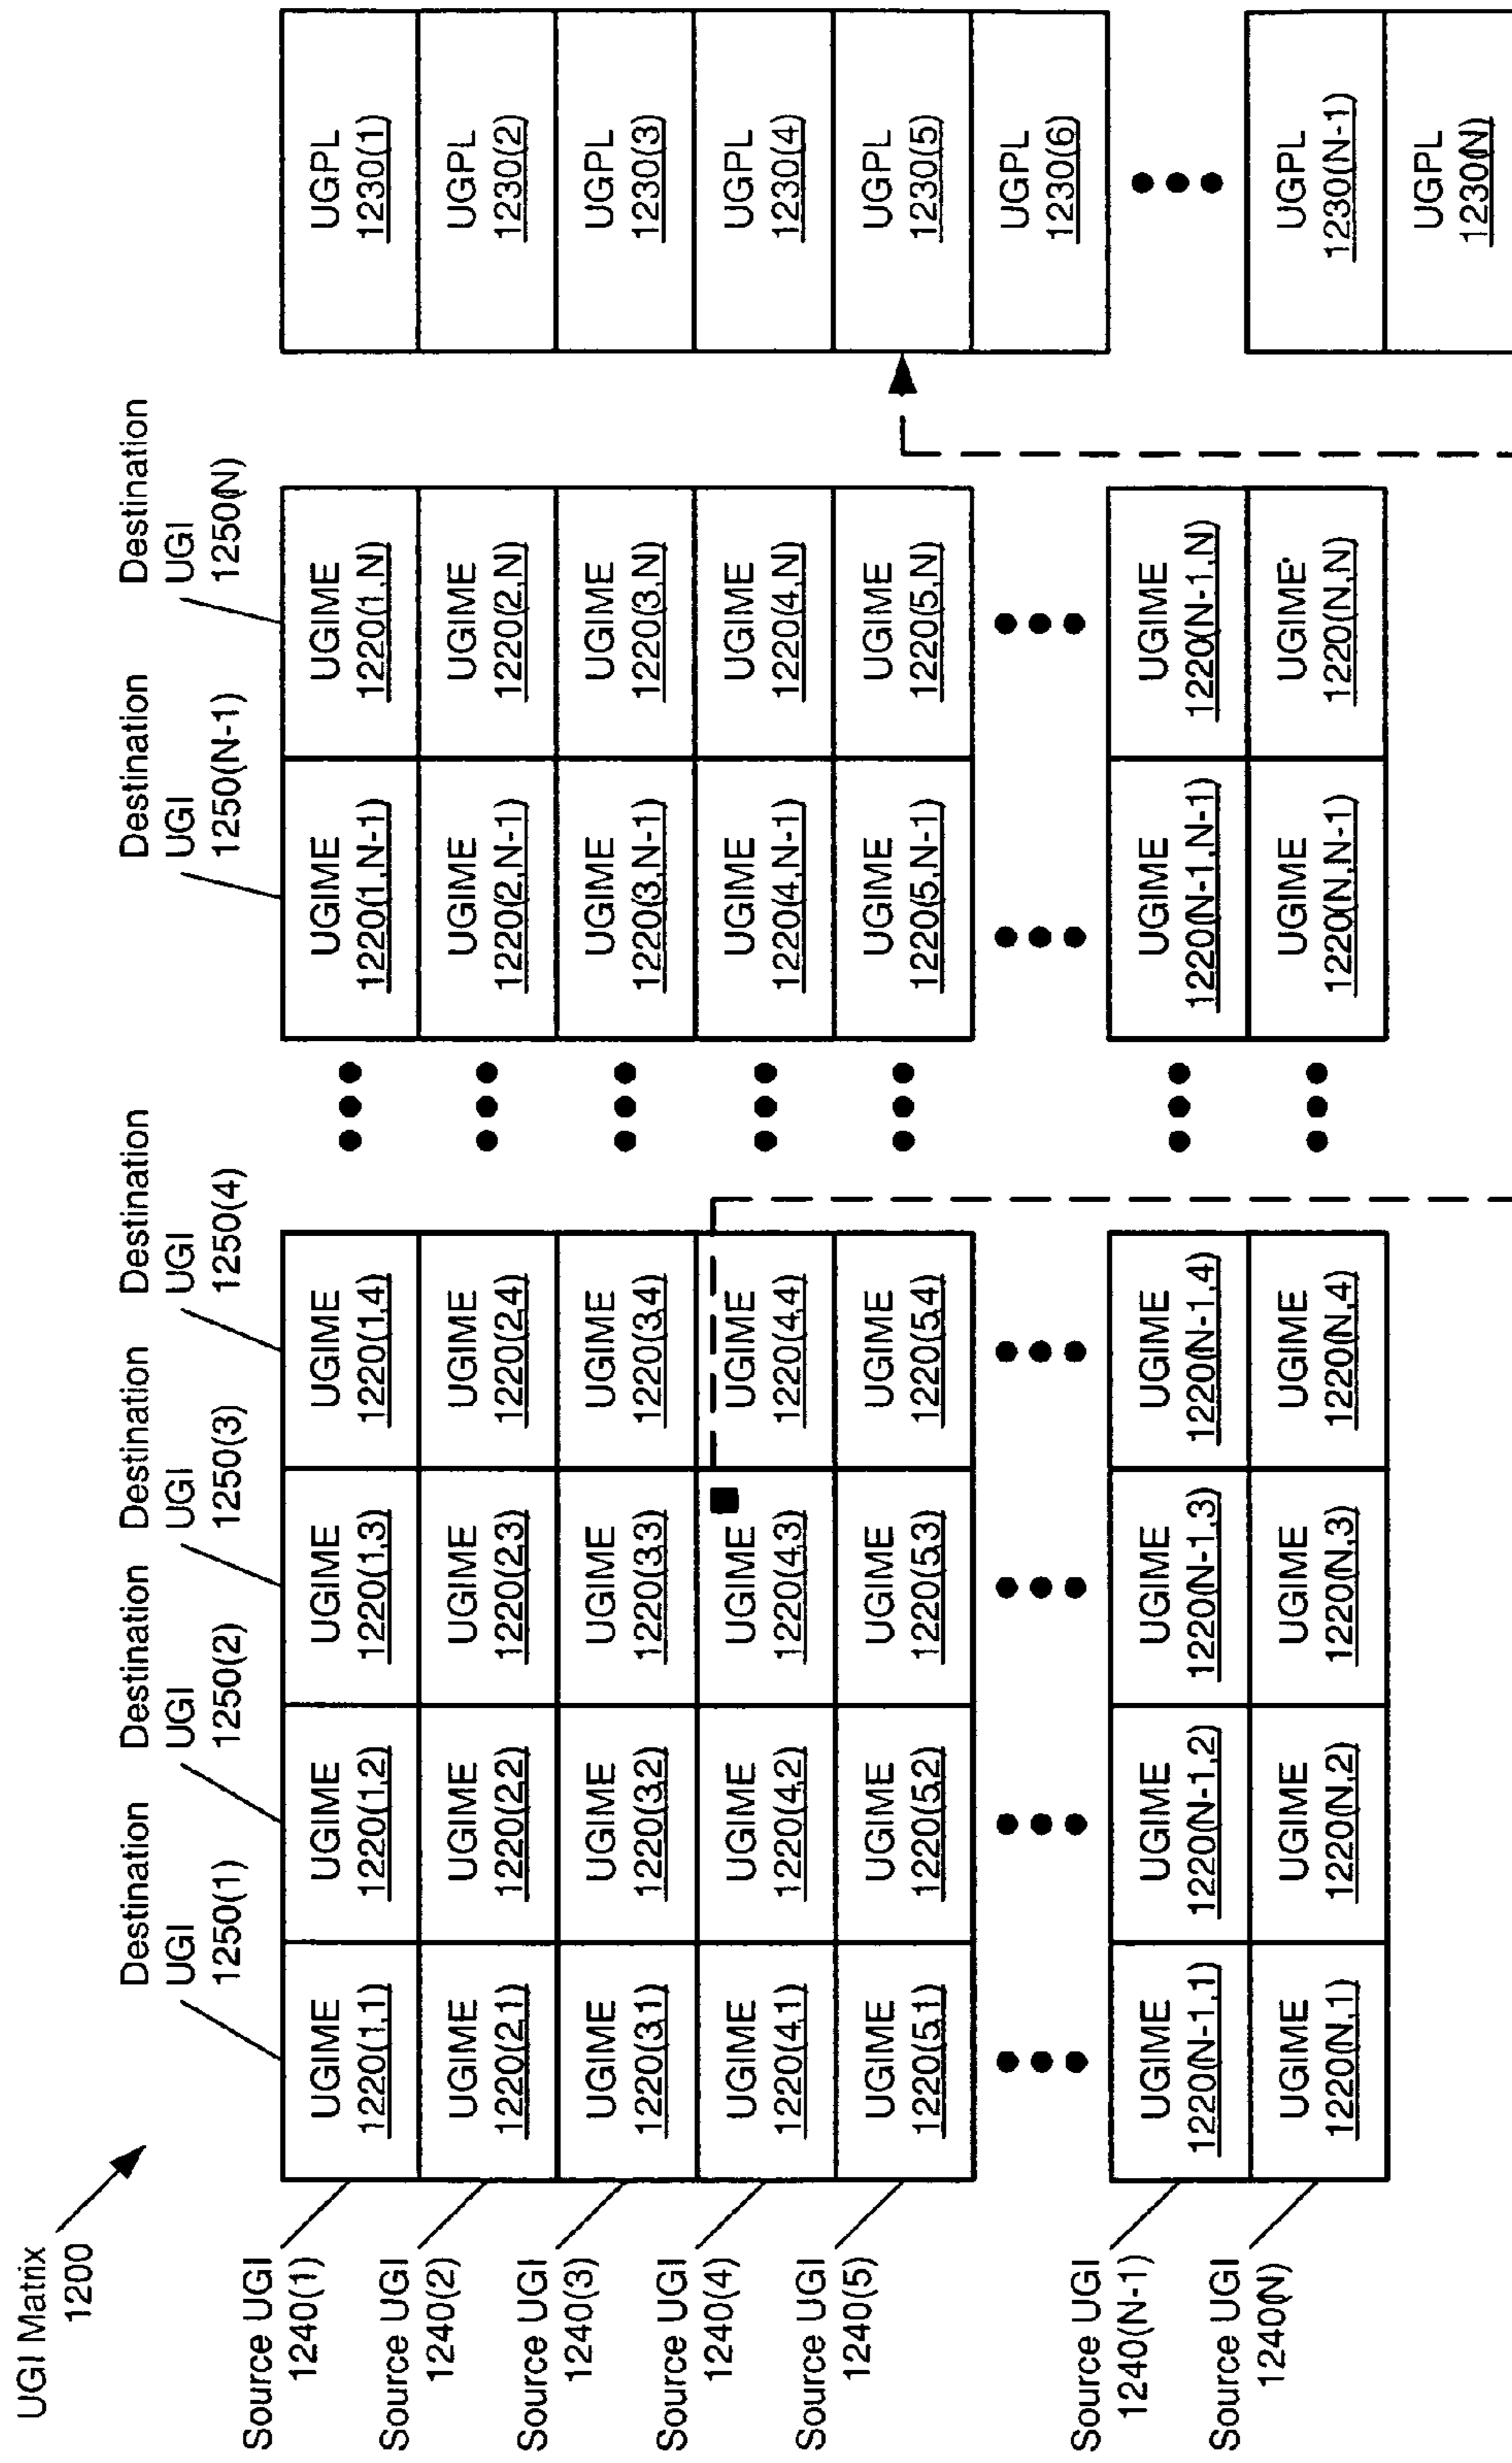 UGI Matrix
1200
Destination
UGI
1250(1)
Destination
UGI
1250(2)
Destination
UGI
1250(3)
Destination
UGI
1250(4)
Destination
UGI
1250(N-1)
Destination
UGI
1250(N)
Source UGI
1240(1)
UGIME
1220(1,1)
UGIME
1220(1,2)
UGIME
1220(1,3)
UGIME
1220(1,4)
UGIME
1220(1,N-1)
UGIME
1220(1,N)
UGPL
1230(1)
Source UGI
1240(2)
UGIME
1220(2,1)
UGIME
1220(2,2)
UGIME
1220(2,3)
UGIME
1220(2,4)
UGIME
1220(2,N-1)
UGIME
1220(2,N)
UGPL
1230(2)
Source UGI
1240(3)
UGIME
1220(3,1)
UGIME
1220(3,2)
UGIME
1220(3,3)
UGIME
1220(3,4)
UGIME
1220(3,N-1)
UGIME
1220(3,N)
UGPL
1230(3)
Source UGI
1240(4)
UGIME
1220(4,1)
UGIME
1220(4,2)
UGIME
1220(4,3)
UGIME
1220(4,4)
UGIME
1220(4,N-1)
UGIME
1220(4,N)
UGPL
1230(4)
Source UGI
1240(5)
UGIME
1220(5,1)
UGIME
1220(5,2)
UGIME
1220(5,3)
UGIME
1220(5,4)
UGIME
1220(5,N-1)
UGIME
1220(5,N)
UGPL
1230(5)
UGPL
1230(6)
Source UGI
1240(N-1)
UGIME
1220(N-1,1)
UGIME
1220(N-1,2)
UGIME
1220(N-1,3)
UGIME
1220(N-1,4)
UGIME
1220(N-1,N-1)
UGIME
1220(N-1,N)
UGPL
1230(N-1)
Source UGI
1240(N)
UGIME
1220(N,1)
UGIME
1220(N,2)
UGIME
1220(N,3)
UGIME
1220(N,4)
UGIME
1220(N,N-1)
UGIME
1220(N,N)
UGPL
1230(N)